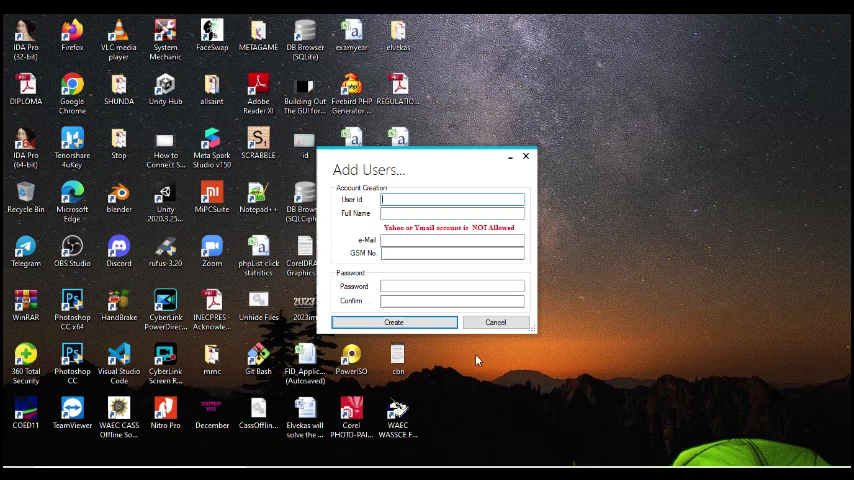 IDA Pro
(32-bit)
Firefox
VLC media
player
System
Mechanic
FaceSwap
METAGAME
DB Browser
(SQLite)
examyear
elvekas
DIPLOMA
Google
Chrome
SHUNDA
Unity Hub
allsaint
Adobe
Reader XI
Building Out
The GUI for...
Firebird PHP
Generator ...
REGULATIO...
IDA Pro
(64-bit)
Tenorshare
4uKey
Stop
How to
Connect S...
Meta Spark
Studio v150
SCRABBLE
id
Recycle Bin
Microsoft
Edge
blender
Unity
2020.3.25...
MiPCSuite
Notepad++
DB Brows...
(SQLCiph...
Telegram
OBS Studio
Discord
rufus-3.20
Zoom
phpList click
statistics
CorelDRA...
Graphics...
WinRAR
Photoshop
CC x64
HandBrake
CyberLink
PowerDirec...
INECPRES -
Acknowle...
Unhide Files
2023im
360 Total
Security
Photoshop
CC
Visual Studio
Code
CyberLink
Screen R...
mmc
Git Bash
FID_Applic...
(Autosaved)
PowerISO
cbn
COED11
TeamViewer
WAEC CASS
Offline So...
Nitro Pro
December
CassOfflin...
Elvekas will
solve the...
Corel
PHOTO-PAI...
WAEC
WASSCE F...
Add Users...
Account Creation
User Id
Full Name
Yahoo or Ymail account is NOT Allowed
e-Mail
GSM No.
Password
Password
Confirm ...
Create
Cancel